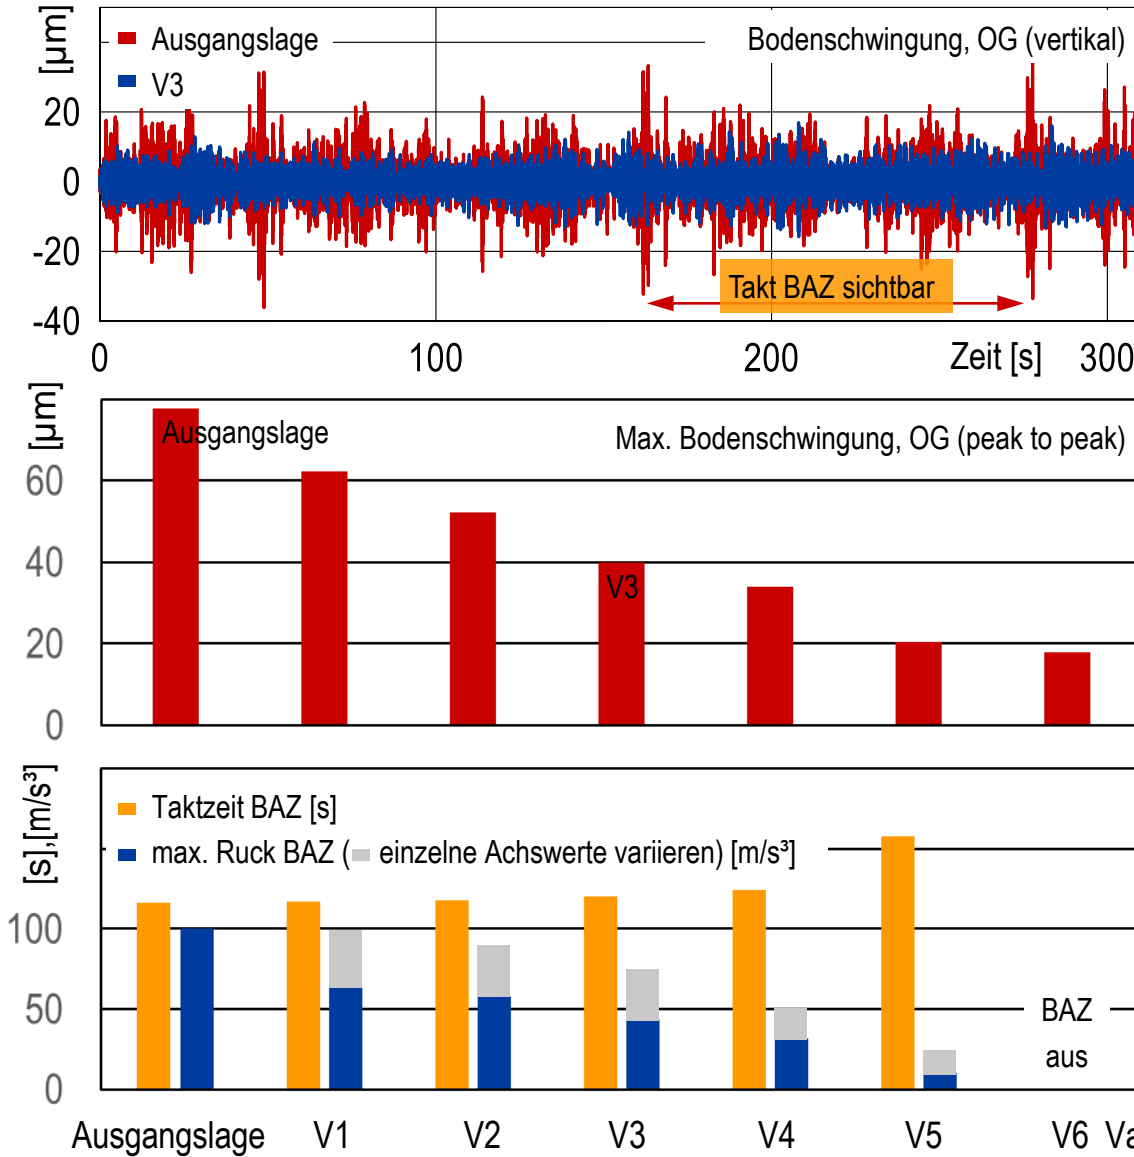 [µm]
Ausgangslage
Bodenschwingung, OG (vertikal)
V3
20
0
-20
Takt BAZ sichtbar
-40
0 100 200 Zeit [s] 300
[µm]
Ausgangslage
Max. Bodenschwingung, OG (peak to peak)
60
40
V3
20
0
[s],[m/s³]
Taktzeit BAZ [s]
max. Ruck BAZ ( einzelne Achswerte variieren) [m/s³]
100
50
BAZ
aus
0
Ausgangslage V1 V2 V3 V4 V5 V6 Va